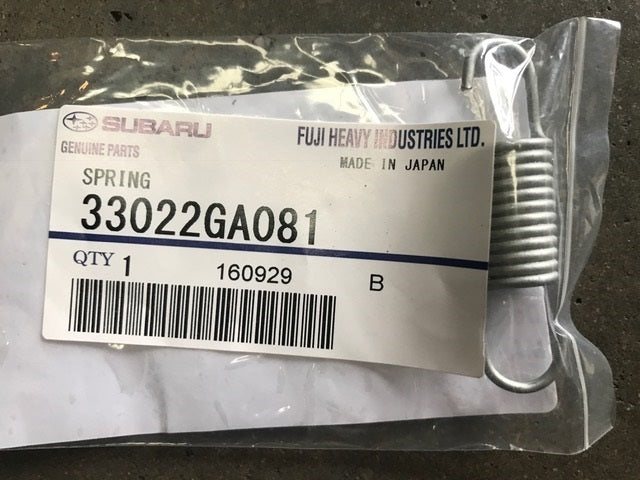 SUBARU FUJI HEAVY INDUSTRIES LTD.
GENUINE PARTS MADE IN JAPAN
SPRING
33022GA081
QTY 1 160929 B